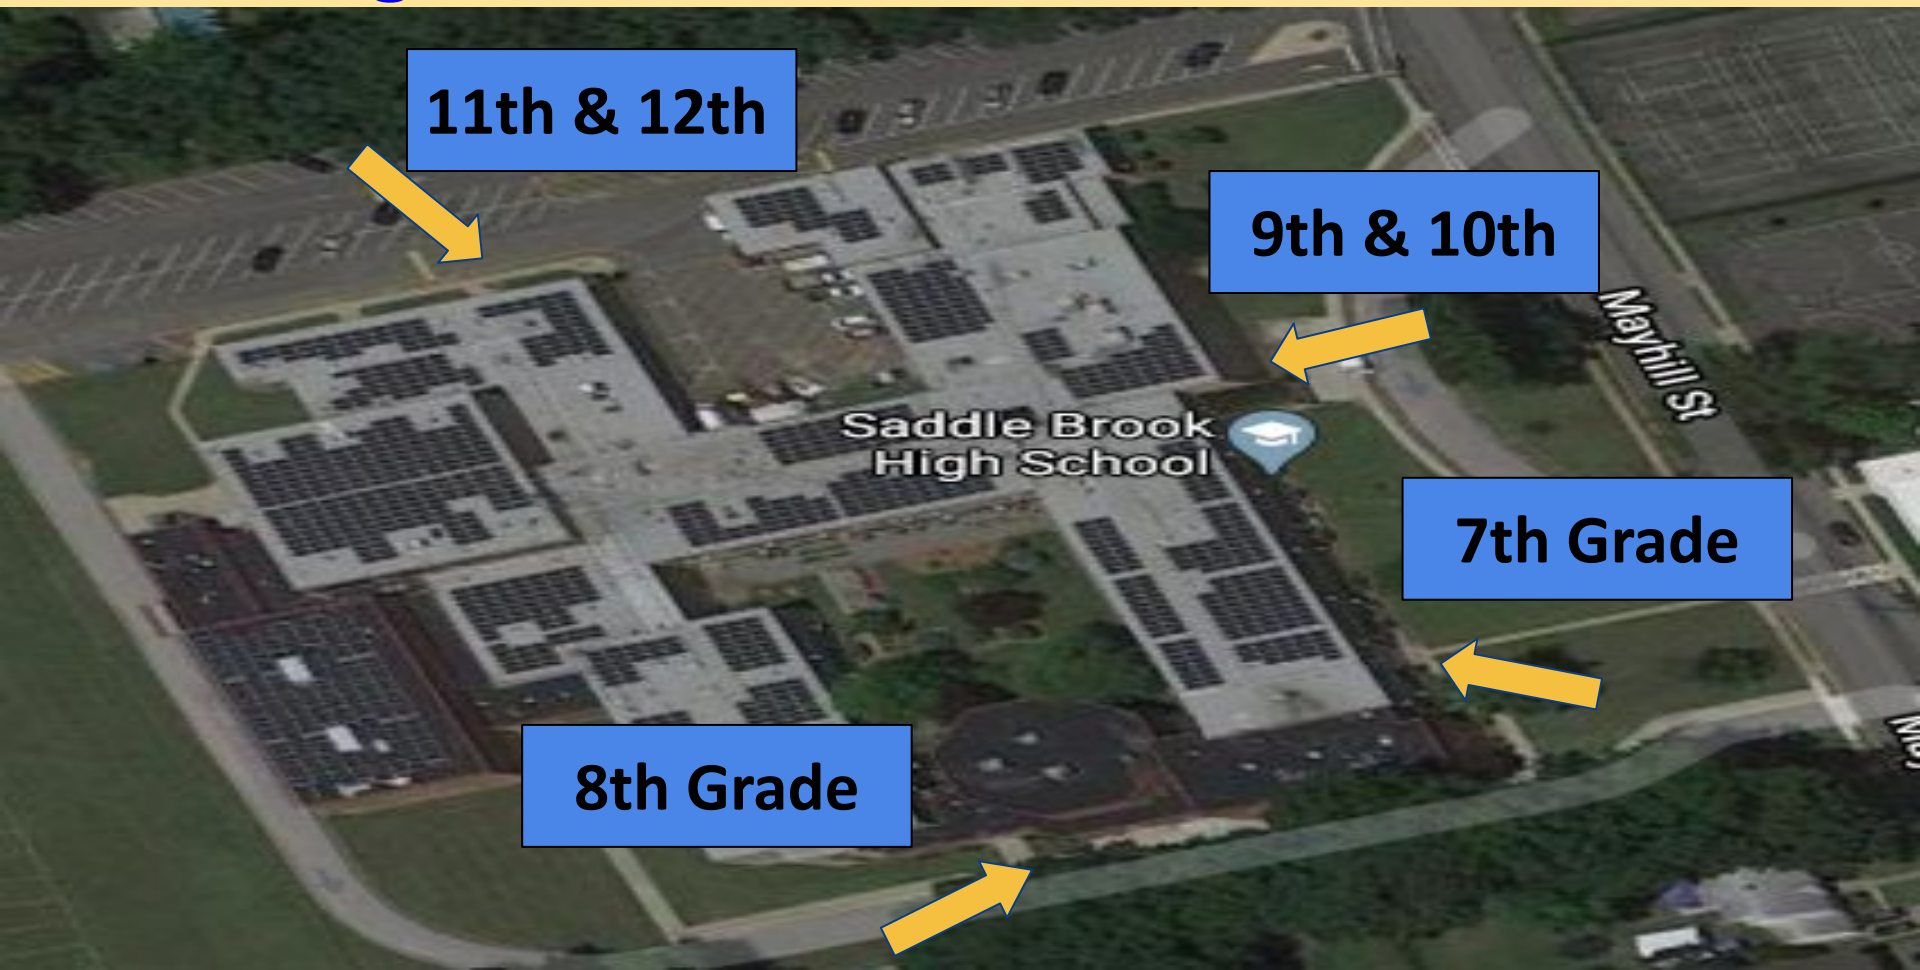 11th & 12th
9th & 10th
Mayhill St
Saddle Brook
High School
7th Grade
8th Grade